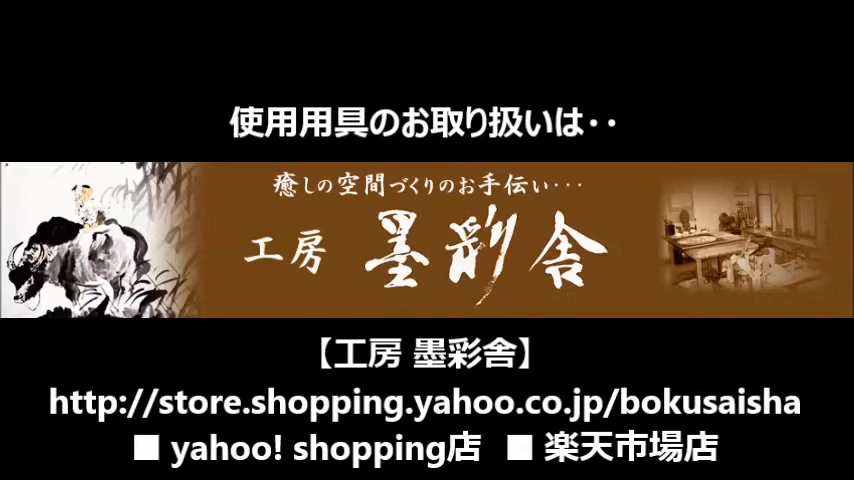 使用用具のお取り扱いは・・
癒しの空間づくりのお手伝い・・・
工房 墨彩舎
【工房 墨彩舎】
http://store.shopping.yahoo.co.jp/bokusaisha
■ yahoo! shopping店 ■ 楽天市場店